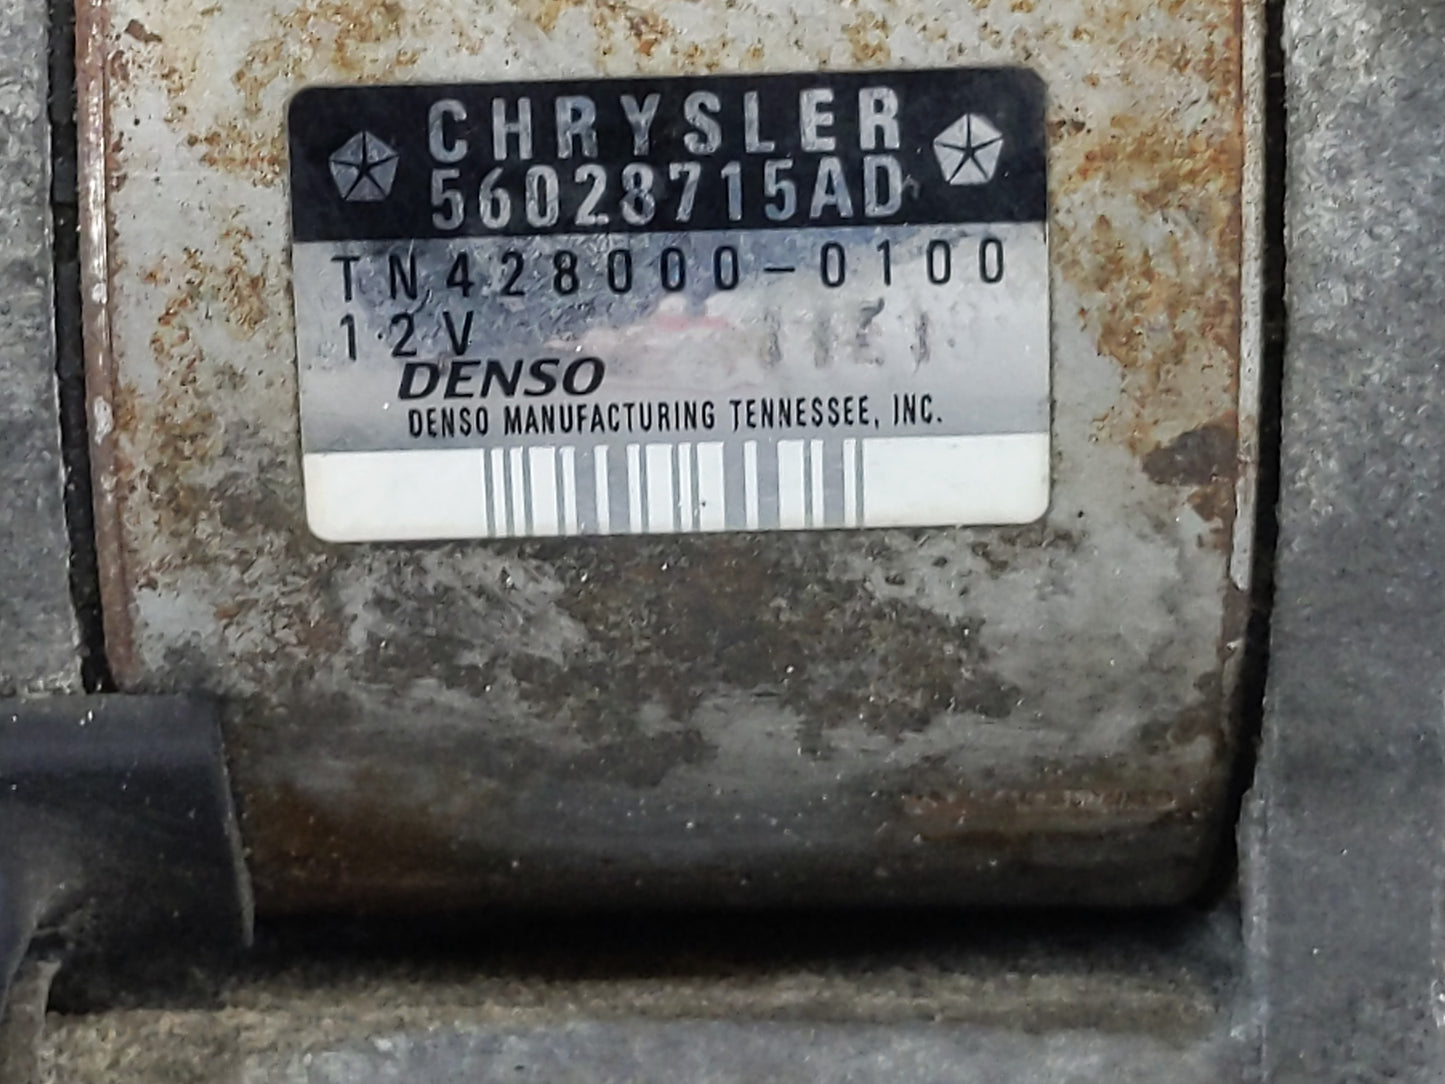 CHRYSLER
56028715AD
TN428000-0100
12V
DENSO
DENSO MANUFACTURING TENNESSEE, INC.